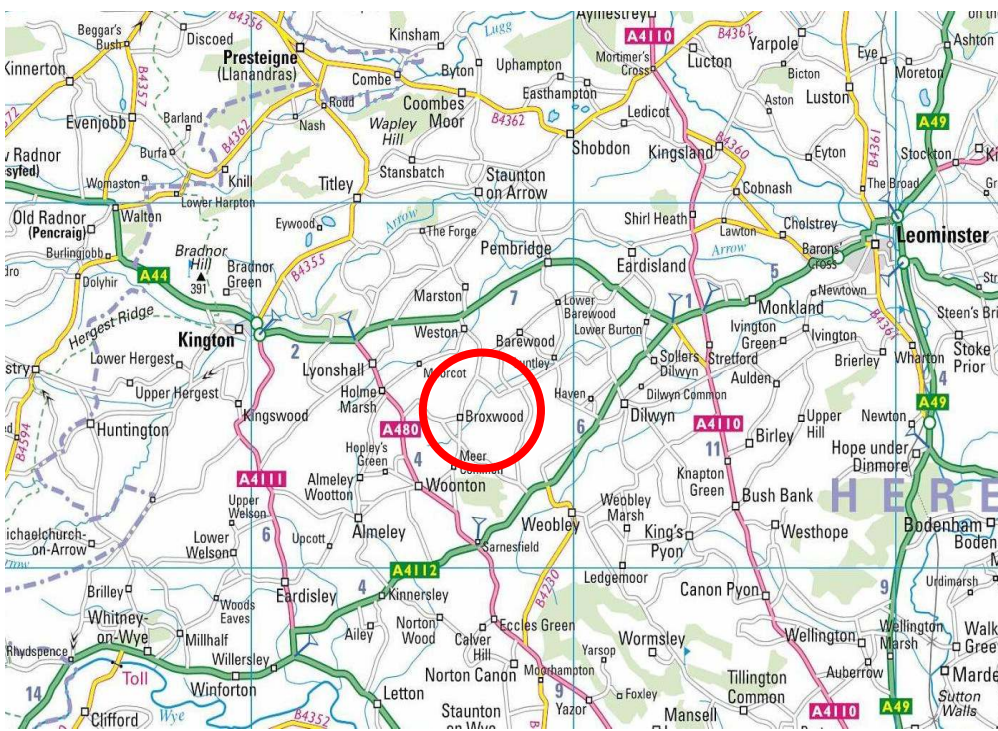 Aymestrey
B4356
Beggar's
Bush
Discoed
Kinsham
Lugg
A4110
B4362
Yarpole
Ashton
Presteigne
(Llanandras)
Kinnerton
B4357
Combe
Byton
Uphampton
Mortimer's
Cross
Lucton
Eye
Bicton
Moreton
Coombes
Moor
Easthampton
Luston
Aston
Rodd
Evenjobb
Barland
B4362
Nash
Wapley
Hill
B4362
Ledicot
B4361
A49
Shobdon
Kingsland
B4360
Eyton
Stockton
Burfa
Knill
Titley
Stansbatch
Staunton
on Arrow
Womaston
Lower Harpton
Cobnash
The Broad
Old Radnor
(Pencraig)
Walton
Eywood
Arrow
The Forge
Shirl Heath
Lawton
Cholstrey
Arrow
Barons'
Cross
Leominster
Burlingjobb
Bradnor
Hill
391
Bradnor
Green
B4355
Pembridge
Eardisland
5
Dolyhir
A44
Marston
7
Lower
Barewood
Newtown
1
Monkland
Hergest Ridge
Kington
2
Weston
Barewood
Lower Burton
Ivington
Green
Ivington
B4361
Steen's
Lower Hergest
Lyonshall
Moorcot
Sollers
Dilwyn
Stretford
Brierley
Wharton
4
Stoke
Prior
Upper Hergest
Holme
Marsh
Haven
Dilwyn Common
Aulden
Kingswood
Broxwood
Dilwyn
A4110
Upper
Hill
Newton
A49
B4594
Huntington
A480
6
11
Birley
Hope under
Dinmore
Hopley's
Green
4
Meer
Common
Knapton
Green
A4111
Almeley
Wootton
Woonton
Bush Bank
HERE
Upper
Welson
Weobley
Marsh
Michaelchurch-
on-Arrow
Lower
Welson
6
Upcott
Almeley
Sarnesfield
Weobley
King's
Pyon
Westhope
Bodenham
A4112
Ledgemoor
Urdimarsh
Brilley
Eardisley
4
Kinnersley
B4230
Canon Pyon
9
Whitney-
on-Wye
Woods
Eaves
Norton
Wood
Eccles Green
Wellington
Marsh
Rhydspence
Millhalf
Ailey
Calver
Hill
Wormsley
Wellington
Toll
Willersley
Yarsop
Auberrow
14
Winforton
Norton Canon
Moorhampton
Tillington
Common
Letton
9
Foxley
Sutton
Walls
Clifford
Wye
B4352
Staunton
on Wye
Yazor
Mansell
A4110
A49